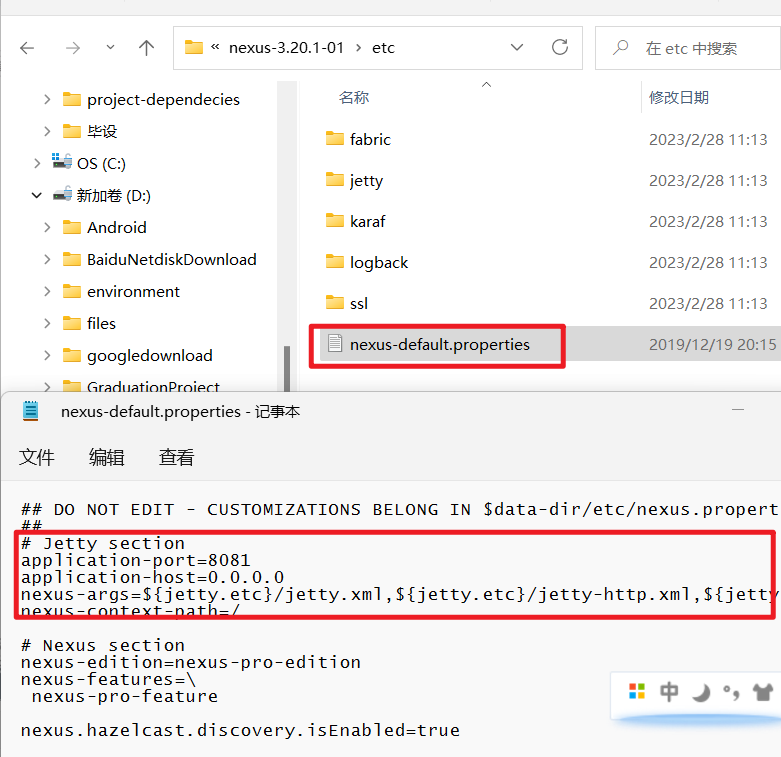 « nexus-3.20.1-01 › etc
在 etc 中搜索
project-dependecies
毕设
OS (C:)
新加卷 (D:)
Android
BaiduNetdiskDownload
environment
files
googledownload
GraduationProject
名称 修改日期
fabric 2023/2/28 11:13
jetty 2023/2/28 11:13
karaf 2023/2/28 11:13
logback 2023/2/28 11:13
ssl 2023/2/28 11:13
nexus-default.properties 2019/12/19 20:15
nexus-default.properties - 记事本
文件 编辑 查看
## DO NOT EDIT - CUSTOMIZATIONS BELONG IN $data-dir/etc/nexus.propert
##
# Jetty section
application-port=8081
application-host=0.0.0.0
nexus-args=${jetty.etc}/jetty.xml,${jetty.etc}/jetty-http.xml,${jetty
nexus-context-path=/
# Nexus section
nexus-edition=nexus-pro-edition
nexus-features=\
nexus-pro-feature
nexus.hazelcast.discovery.isEnabled=true
中